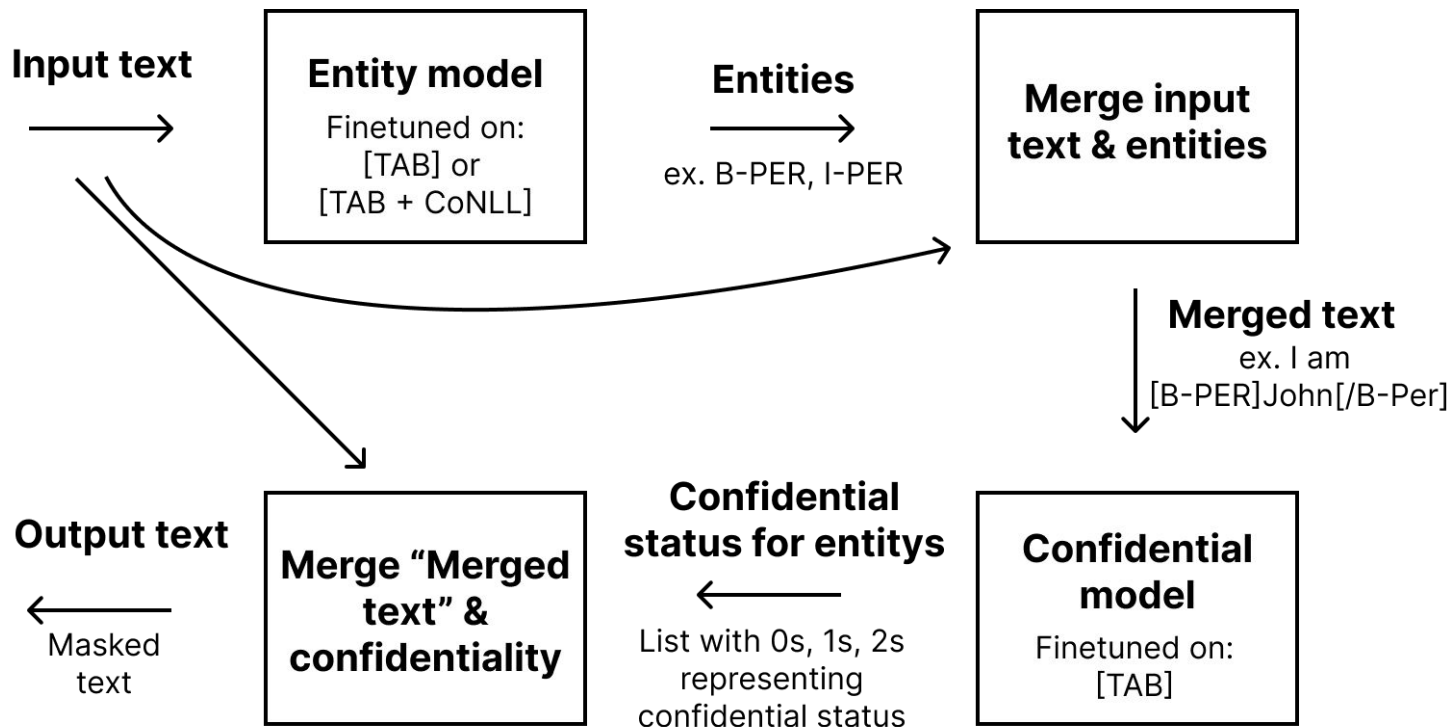 Input text
Entity model
Finetuned on:
[TAB] or
[TAB + CoNLL]
Entities
ex. B-PER, I-PER
Merge input
text & entities
Merged text
ex. I am
[B-PER]John[/B-Per]
Confidential
model
Finetuned on:
[TAB]
Confidential
status for entitys
List with 0s, 1s, 2s
representing
confidential status
Merge “Merged
text” &
confidentiality
Output text
Masked
text